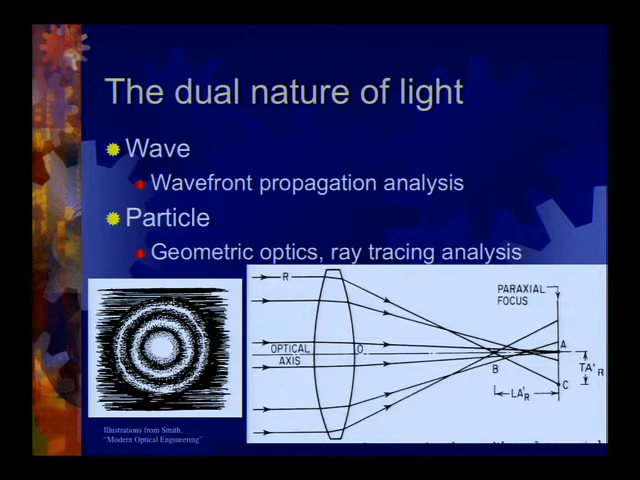 The dual nature of light
Wave
Wavefront propagation analysis
Particle
Geometric optics, ray tracing analysis
R
PARAXIAL
FOCUS
OPTICAL
AXIS
O
A
B
TA'R
C
LA'R
Illustrations from Smith,
"Modern Optical Engineering"